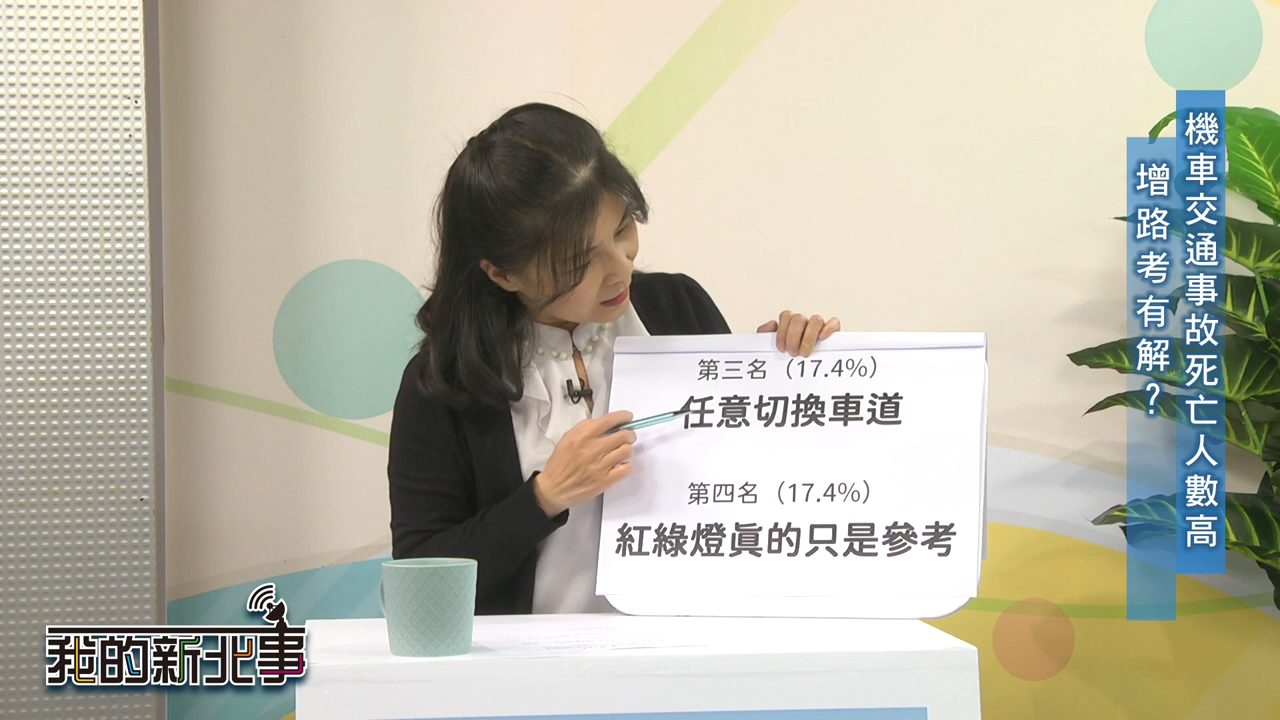 機車交通事故死亡人數高
增路考有解？
第三名（17.4%）
任意切換車道
第四名（17.4%）
紅綠燈真的只是參考
我的新北事